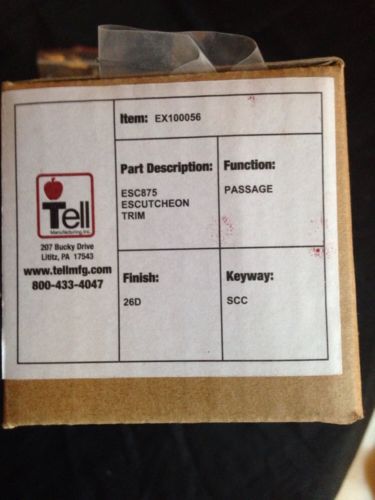 Item: EX100056
Part Description:
ESC875
ESCUTCHEON
TRIM
Function:
PASSAGE
Tell
Manufacturing, Inc.
207 Bucky Drive
Lititz, PA 17543
www.tellmfg.com
800-433-4047
Finish:
26D
Keyway:
SCC